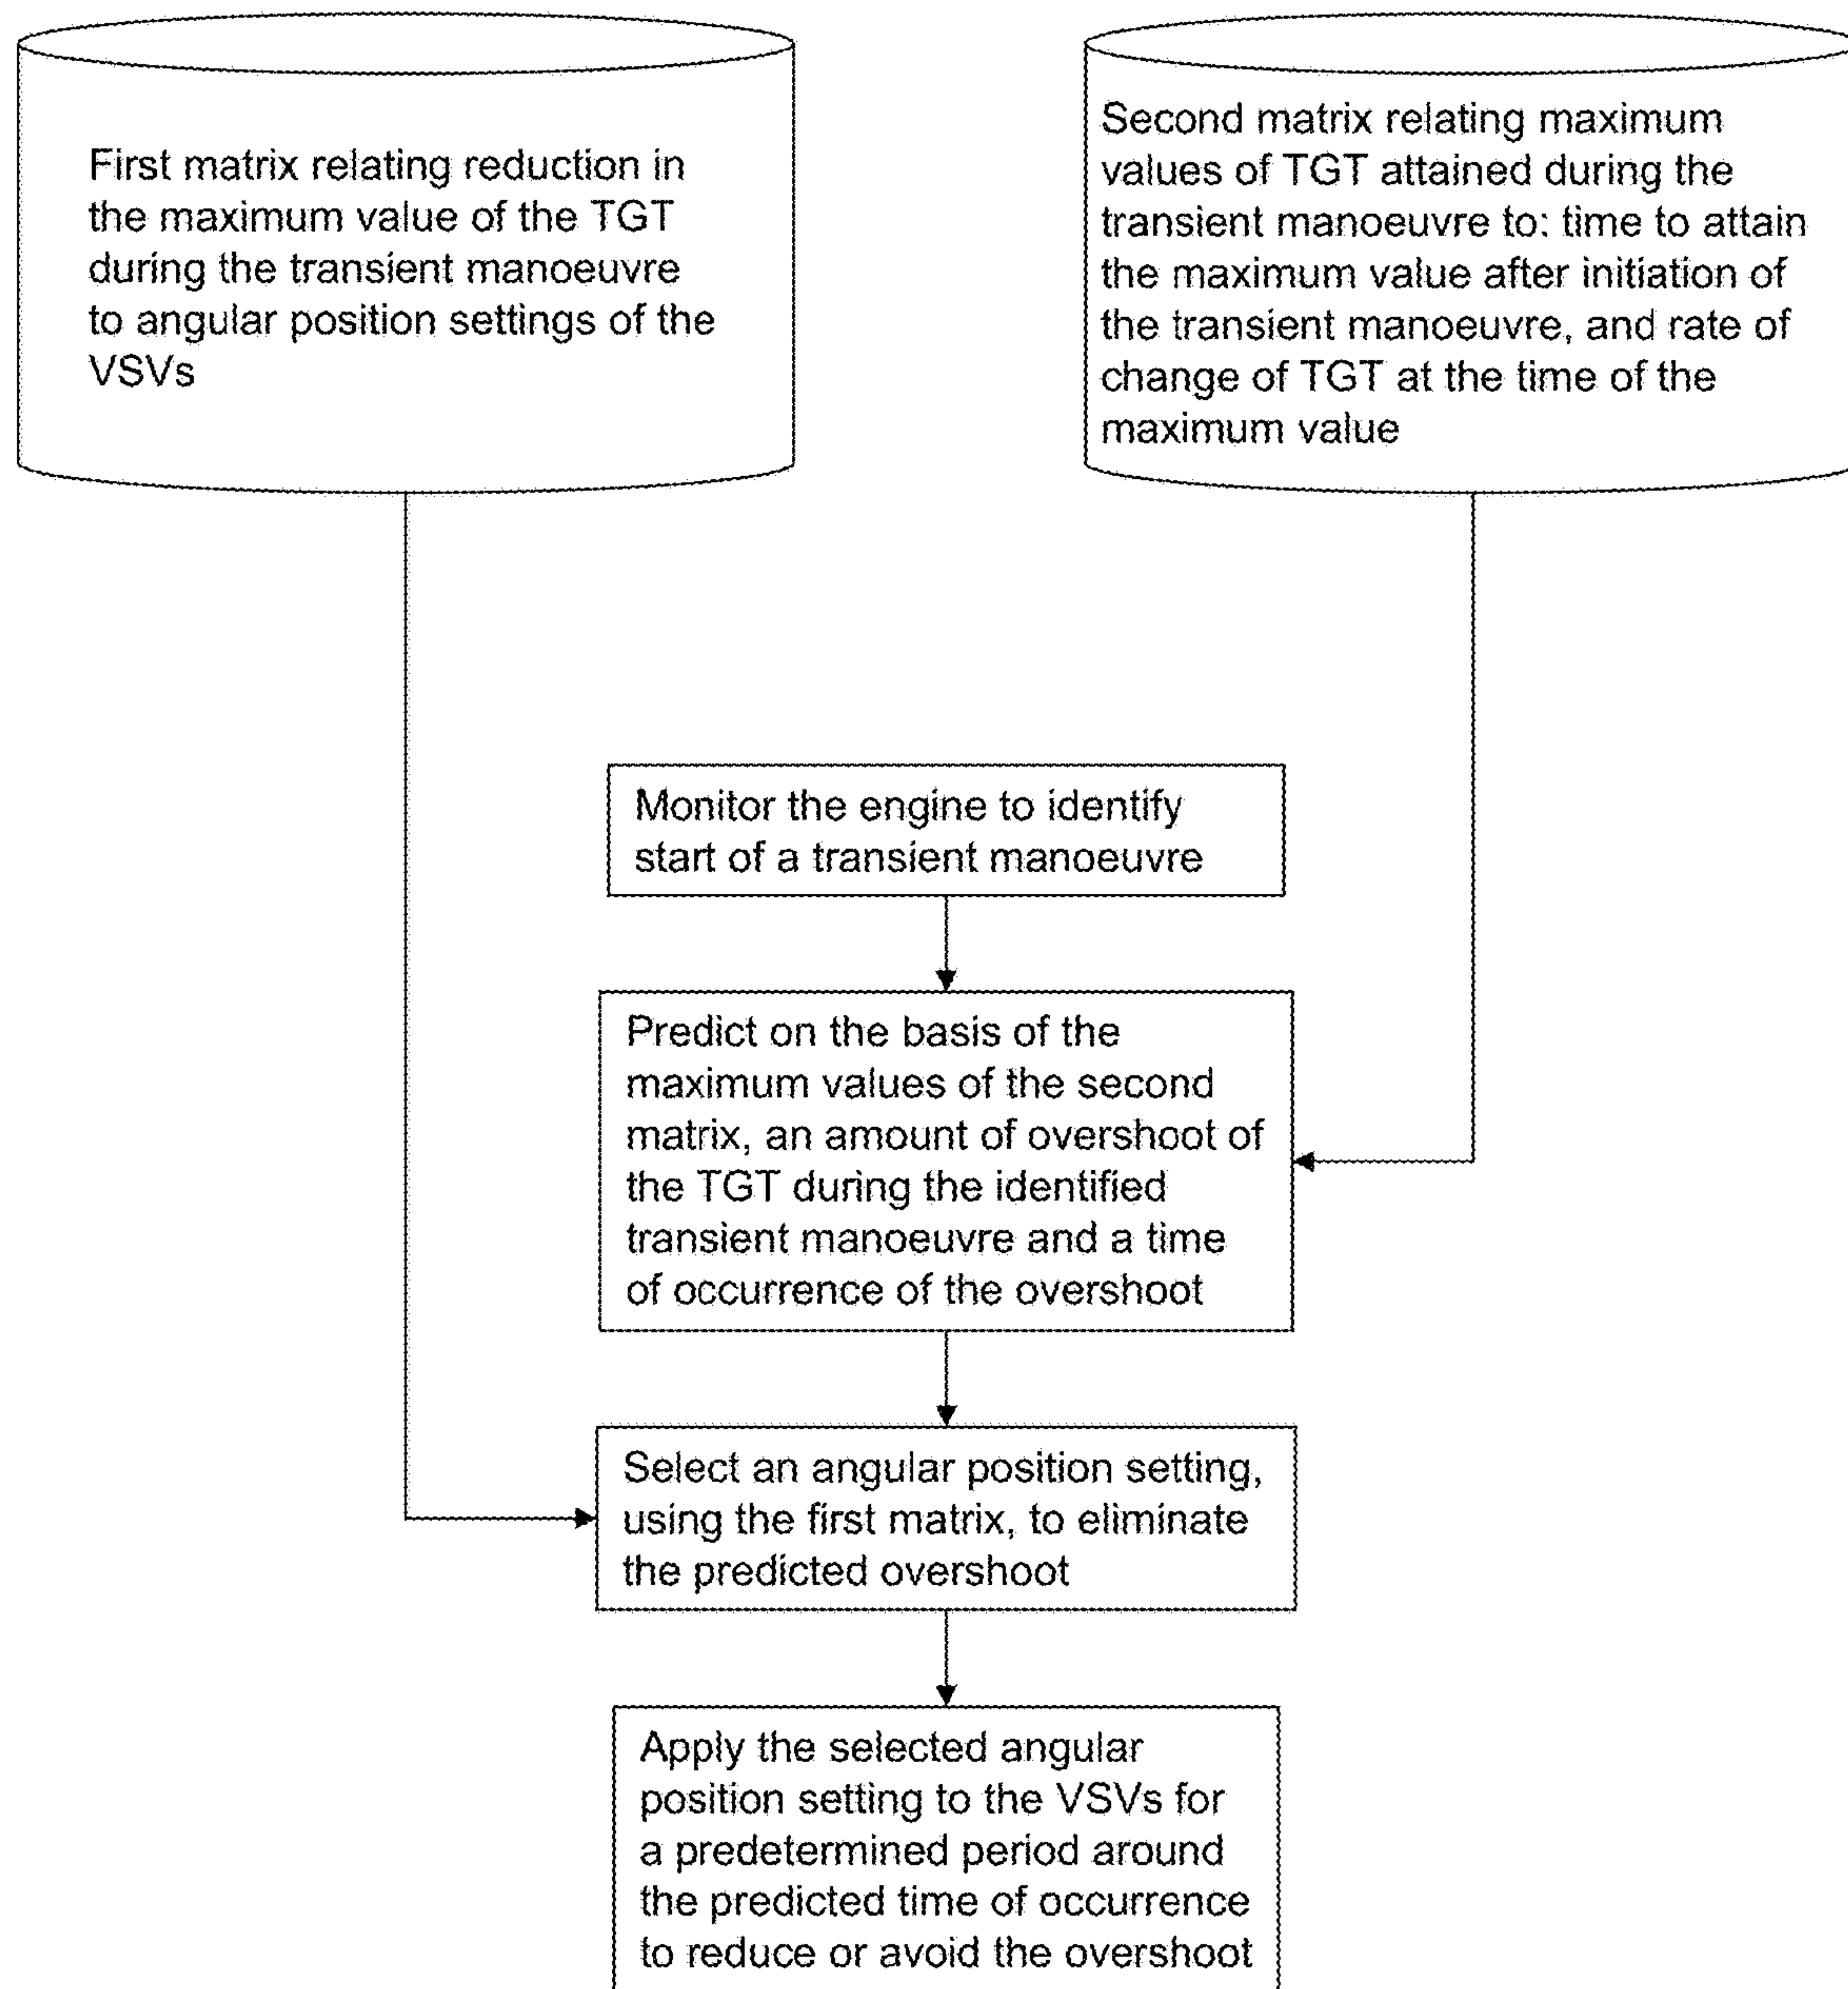 First matrix relating reduction in
the maximum value of the TGT
during the transient manoeuvre
to angular position settings of the
VSVs
Second matrix relating maximum
values of TGT attained during the
transient manoeuvre to: time to attain
the maximum value after initiation of
the transient manoeuvre, and rate of
change of TGT at the time of the
maximum value
Monitor the engine to identify
start of a transient manoeuvre
Predict on the basis of the
maximum values of the second
matrix, an amount of overshoot of
the TGT during the identified
transient manoeuvre and a time
of occurrence of the overshoot
Select an angular position setting,
using the first matrix, to eliminate
the predicted overshoot
Apply the selected angular
position setting to the VSVs for
a predetermined period around
the predicted time of occurrence
to reduce or avoid the overshoot